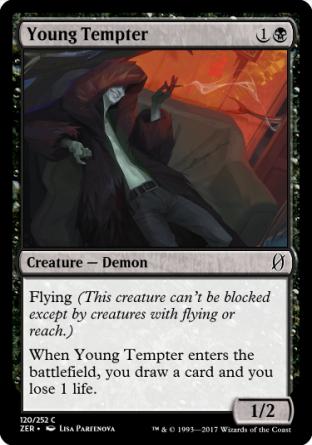 Young Tempter 1
Creature — Demon
Flying (This creature can't be blocked
except by creatures with flying or
reach.)
When Young Tempter enters the
battlefield, you draw a card and you
lose 1 life.
1/2
120/252 C
ZER • Lisa Parfenova
™ & © 1993—2017 Wizards of the Coast